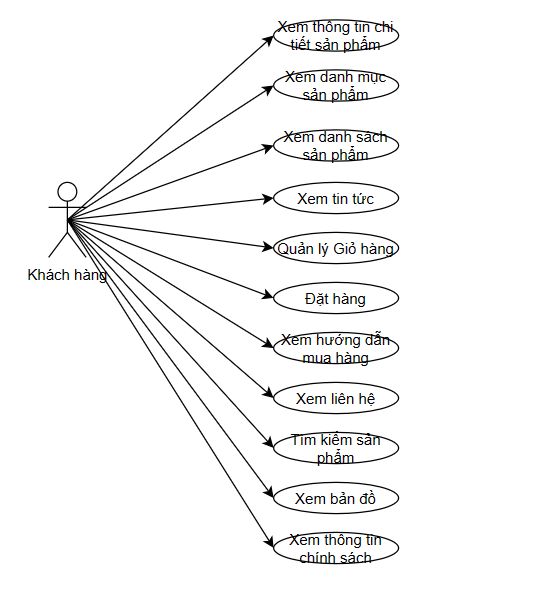 Xem thông tin chi
tiết sản phẩm
Xem danh mục
sản phẩm
Xem danh sách
sản phẩm
Xem tin tức
Quản lý Giỏ hàng
Khách hàng
Đặt hàng
Xem hướng dẫn
mua hàng
Xem liên hệ
Tìm kiếm sản
phẩm
Xem bản đồ
Xem thông tin
chính sách